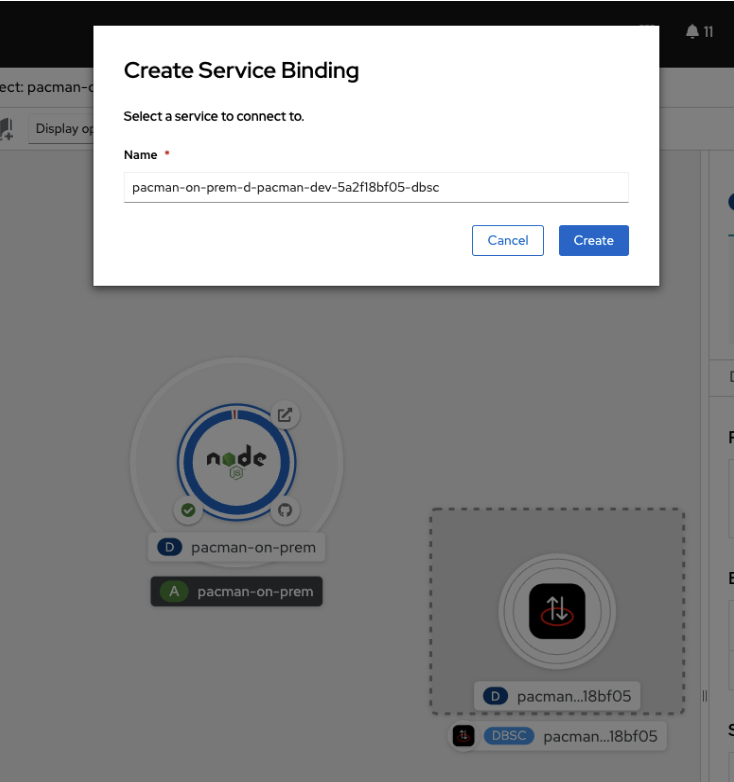 11
Create Service Binding
ect: pacman-o
Select a service to connect to.
Display op
Name *
pacman-on-prem-d-pacman-dev-5a2f18bf05-dbsc
Cancel
Create
node
JS
D pacman-on-prem
A pacman-on-prem
D pacman...18bf05
DBSC pacman...18bf05